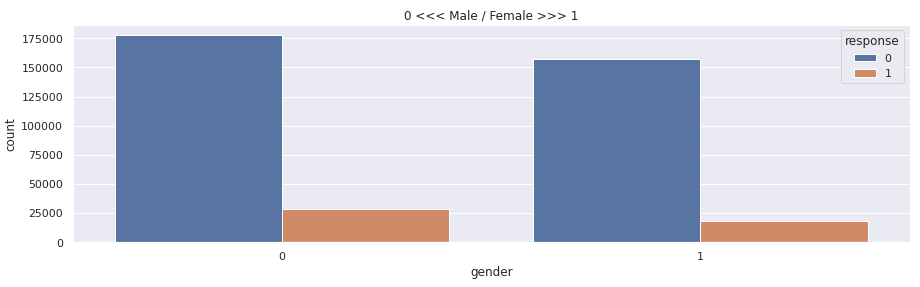 0 <<< Male / Female >>> 1
response
0
1
175000
150000
125000
100000
75000
50000
25000
0
count
0 1
gender